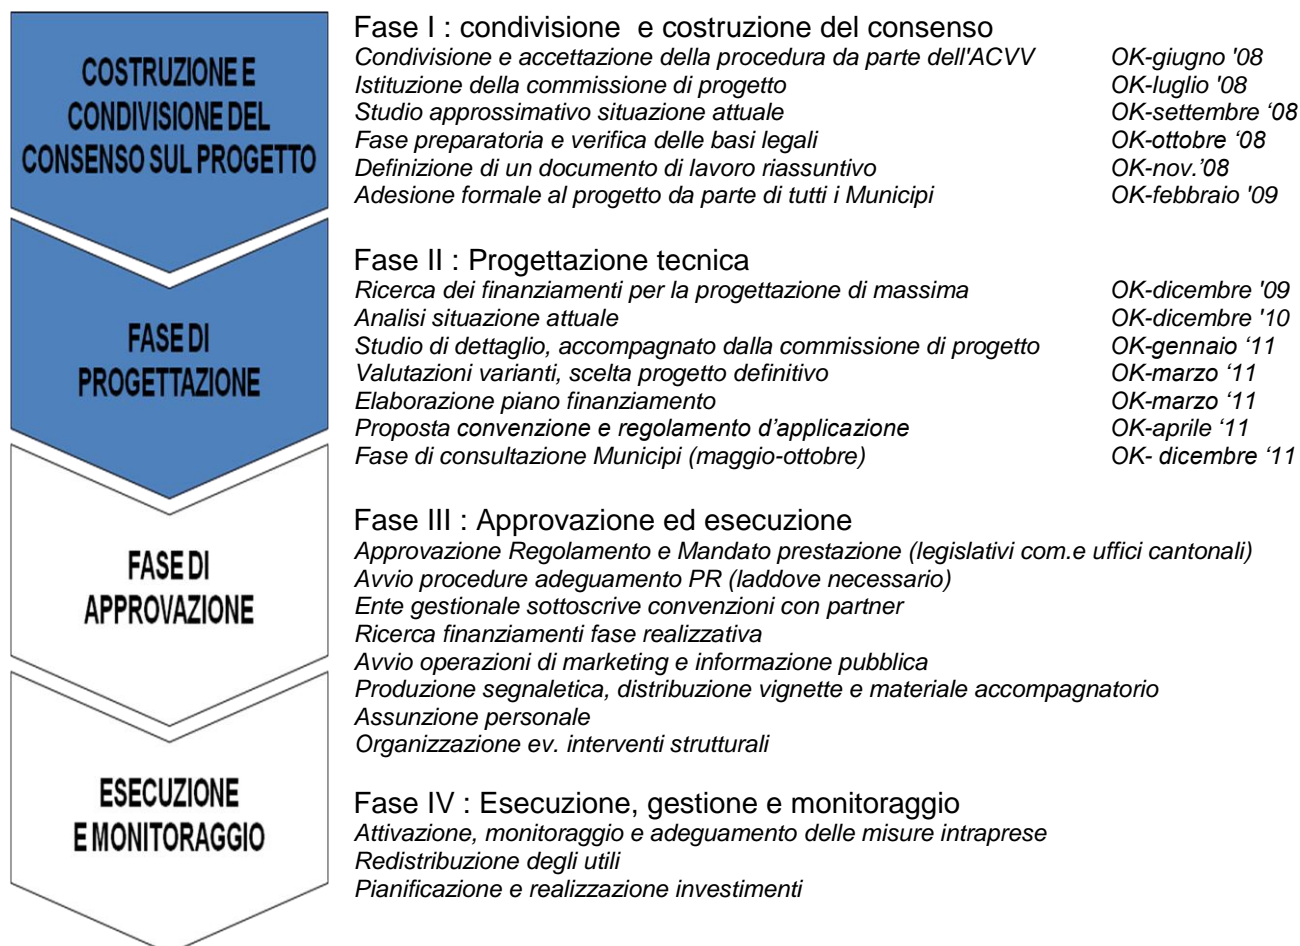 COSTRUZIONE E
CONDIVISIONE DEL
CONSENSO SUL PROGETTO
Fase I : condivisione e costruzione del consenso
Condivisione e accettazione della procedura da parte dell'ACVV OK-giugno '08
Istituzione della commissione di progetto OK-luglio '08
Studio approssimativo situazione attuale OK-settembre ‘08
Fase preparatoria e verifica delle basi legali OK-ottobre ‘08
Definizione di un documento di lavoro riassuntivo OK-nov.’08
Adesione formale al progetto da parte di tutti i Municipi OK-febbraio '09
FASE DI
PROGETTAZIONE
Fase II : Progettazione tecnica
Ricerca dei finanziamenti per la progettazione di massima OK-dicembre '09
Analisi situazione attuale OK-dicembre '10
Studio di dettaglio, accompagnato dalla commissione di progetto OK-gennaio ‘11
Valutazioni varianti, scelta progetto definitivo OK-marzo ‘11
Elaborazione piano finanziamento OK-marzo ‘11
Proposta convenzione e regolamento d’applicazione OK-aprile ‘11
Fase di consultazione Municipi (maggio-ottobre) OK- dicembre ‘11
FASE DI
APPROVAZIONE
Fase III : Approvazione ed esecuzione
Approvazione Regolamento e Mandato prestazione (legislativi com.e uffici cantonali)
Avvio procedure adeguamento PR (laddove necessario)
Ente gestionale sottoscrive convenzioni con partner
Ricerca finanziamenti fase realizzativa
Avvio operazioni di marketing e informazione pubblica
Produzione segnaletica, distribuzione vignette e materiale accompagnatorio
Assunzione personale
Organizzazione ev. interventi strutturali
ESECUZIONE
E MONITORAGGIO
Fase IV : Esecuzione, gestione e monitoraggio
Attivazione, monitoraggio e adeguamento delle misure intraprese
Redistribuzione degli utili
Pianificazione e realizzazione investimenti